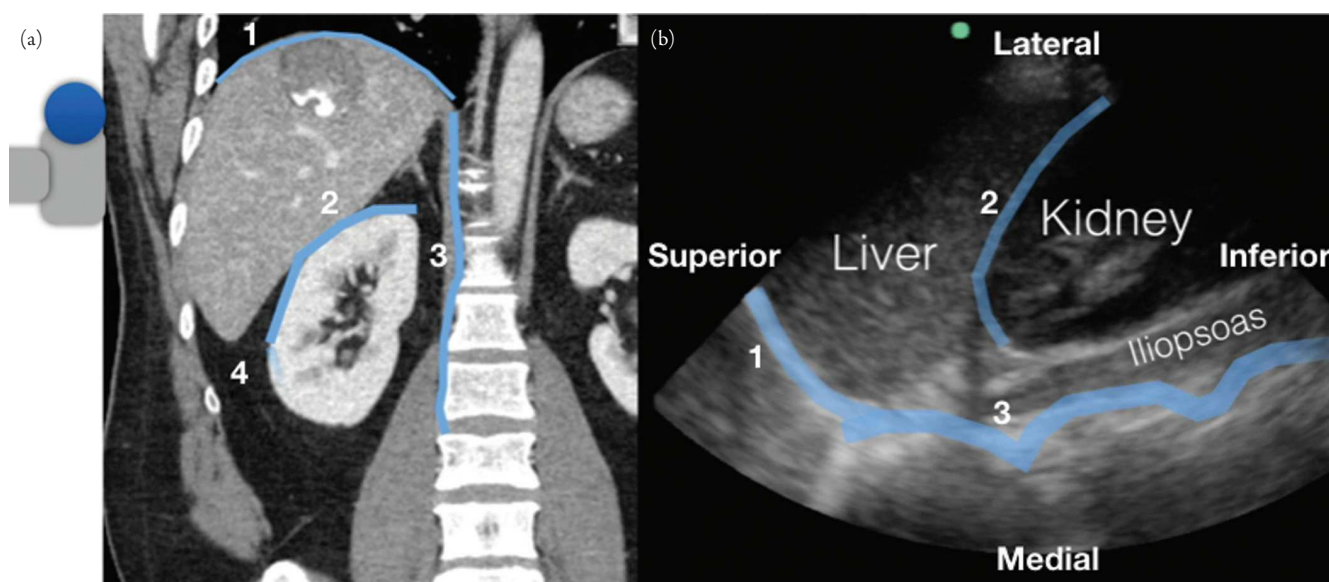 (a)
1
2
3
4
(b)
Lateral
2
Kidney
Superior
Liver
Inferior
1
Iliopsoas
3
Medial